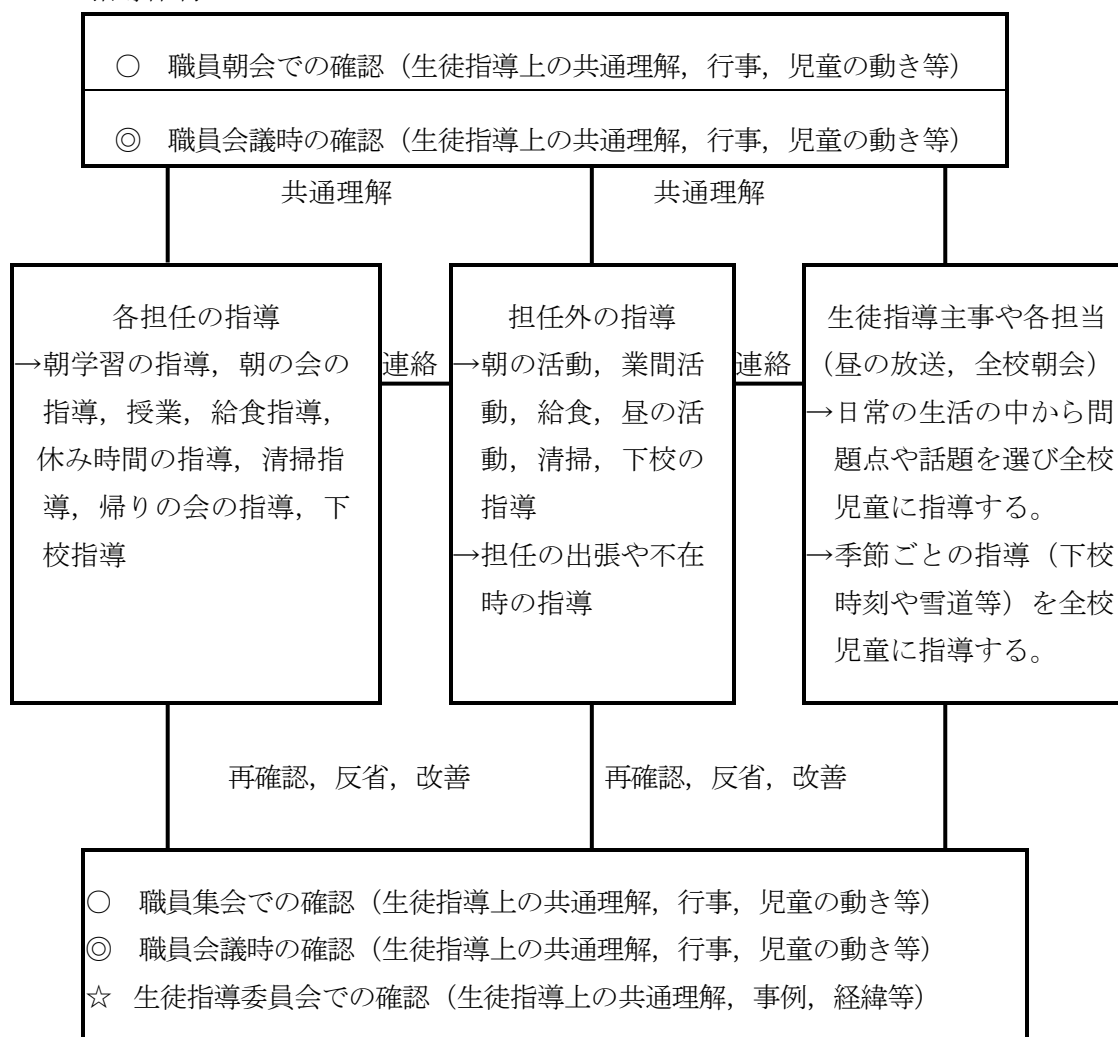 ○ 職員朝会での確認（生徒指導上の共通理解，行事，児童の動き等）
◎ 職員会議時の確認（生徒指導上の共通理解，行事，児童の動き等）
共通理解 共通理解
各担任の指導
→朝学習の指導，朝の会の
指導，授業，給食指導，
休み時間の指導，清掃指
導，帰りの会の指導，下
校指導
連絡
担任外の指導
→朝の活動，業間活
動，給食，昼の活
動，清掃，下校の
指導
→担任の出張や不在
時の指導
連絡
生徒指導主事や各担当
（昼の放送，全校朝会）
→日常の生活の中から問
題点や話題を選び全校
児童に指導する。
→季節ごとの指導（下校
時刻や雪道等）を全校
児童に指導する。
再確認，反省，改善 再確認，反省，改善
○ 職員集会での確認（生徒指導上の共通理解，行事，児童の動き等）
◎ 職員会議時の確認（生徒指導上の共通理解，行事，児童の動き等）
☆ 生徒指導委員会での確認（生徒指導上の共通理解，事例，経緯等）